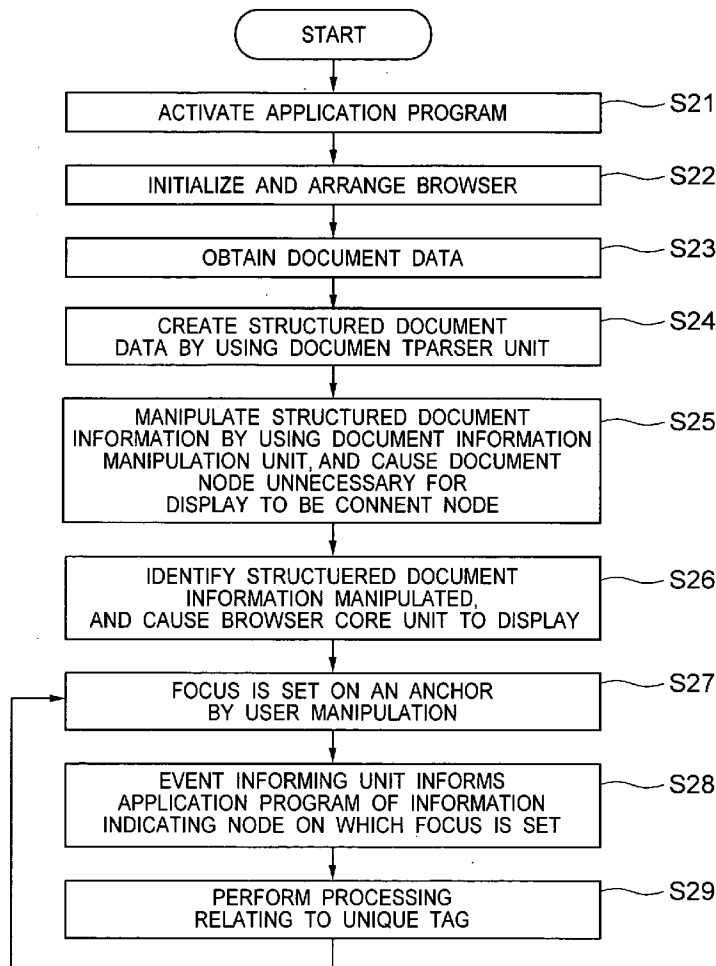 START
ACTIVATE APPLICATION PROGRAM
S21
INITIALIZE AND ARRANGE BROWSER
S22
OBTAIN DOCUMENT DATA
S23
CREATE STRUCTURED DOCUMENT
DATA BY USING DOCUMEN TPARSER UNIT
S24
MANIPULATE STRUCTURED DOCUMENT
INFORMATION BY USING DOCUMENT INFORMATION
MANIPULATION UNIT, AND CAUSE DOCUMENT
NODE UNNECESSARY FOR
DISPLAY TO BE CONNENT NODE
S25
IDENTIFY STRUCTUERED DOCUMENT
INFORMATION MANIPULATED,
AND CAUSE BROWSER CORE UNIT TO DISPLAY
S26
FOCUS IS SET ON AN ANCHOR
BY USER MANIPULATION
S27
EVENT INFORMING UNIT INFORMS
APPLICATION PROGRAM OF INFORMATION
INDICATING NODE ON WHICH FOCUS IS SET
S28
PERFORM PROCESSING
RELATING TO UNIQUE TAG
S29